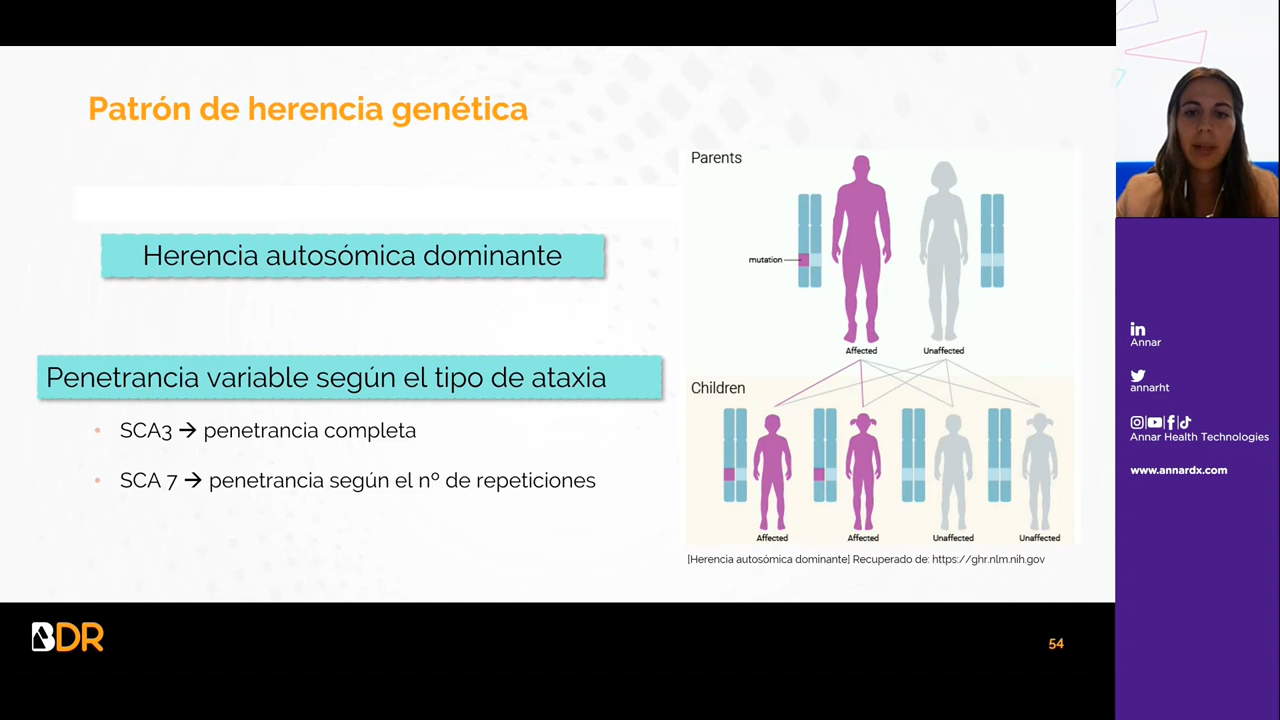 Patrón de herencia genética
Herencia autosómica dominante
Penetrancia variable según el tipo de ataxia
• SCA3 → penetrancia completa
• SCA 7 → penetrancia según el nº de repeticiones
Parents
mutation
Affected
Unaffected
Children
Affected
Affected
Unaffected
Unaffected
[Herencia autosómica dominante] Recuperado de: https://ghr.nlm.nih.gov
BDR
54
in
Annar
annarht
Annar Health Technologies
www.annardx.com